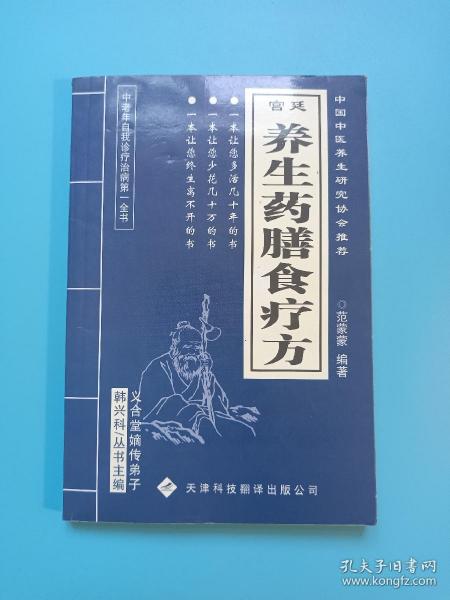 中国中医养生研究协会推荐
宫廷
养生药膳食疗方
◎范蒙蒙 编著
●一本让您多活几十年的书
●一本让您少花几十万的书
●一本让您终生离不开的书
中老年自我诊疗治病第一全书
义合堂嫡传弟子
韩兴科/丛书主编
天津科技翻译出版公司
孔夫子旧书网
www.kongfz.com